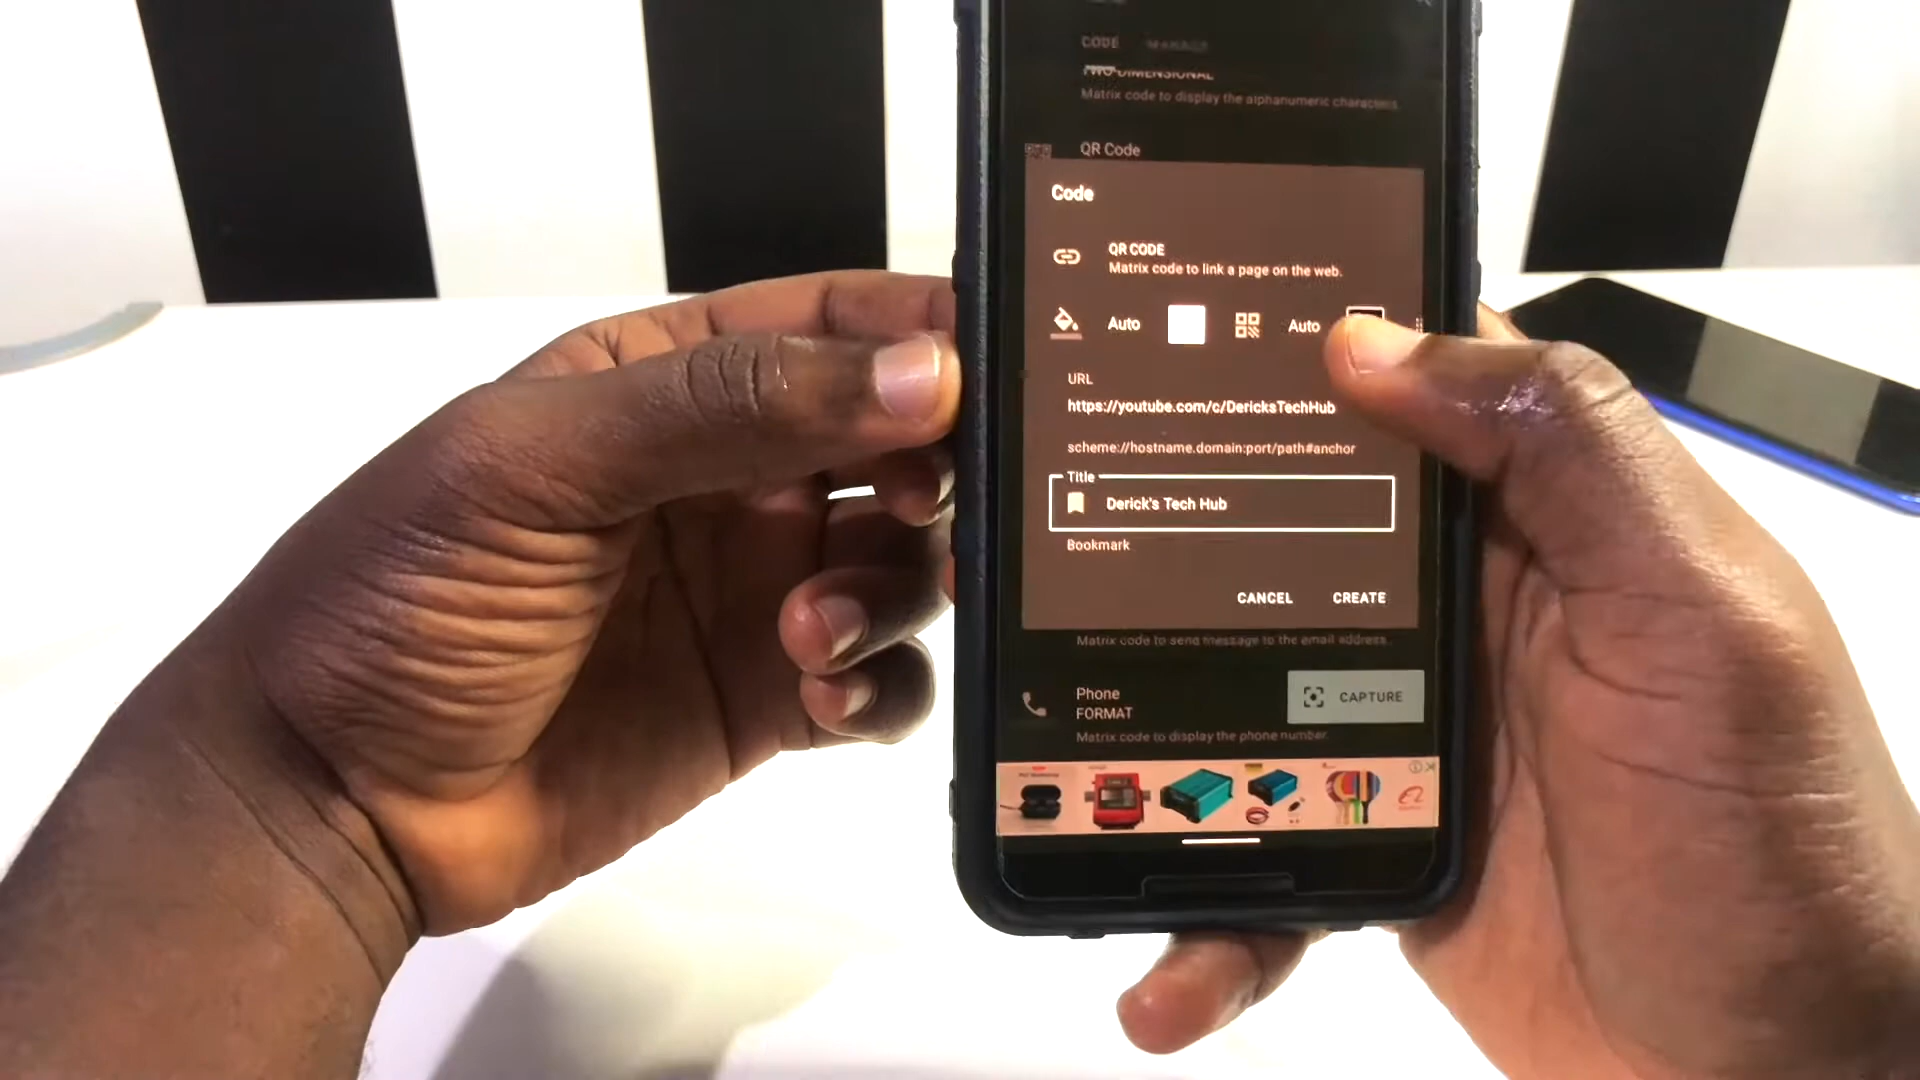 CODE MANAGE
TWO DIMENSIONAL
Matrix code to display the alphanumeric characters.
QR Code
Code
QR CODE
Matrix code to link a page on the web.
Auto Auto
URL
https://youtube.com/c/DericksTechHub
scheme://hostname.domain:port/path#anchor
Title
Derick's Tech Hub
Bookmark
CANCEL CREATE
Matrix code to send message to the email address.
Phone
FORMAT
CAPTURE
Matrix code to display the phone number.